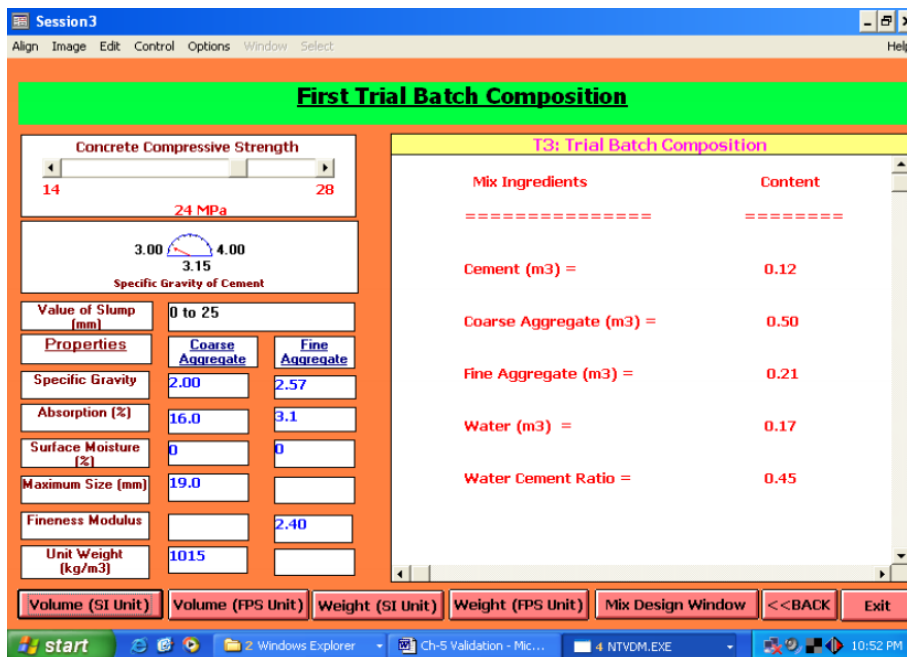 Session3
Align Image Edit Control Options Window Select Help
First Trial Batch Composition
Concrete Compressive Strength
14 28
24 MPa
3.00 4.00
3.15
Specific Gravity of Cement
Value of Slump (mm) 0 to 25
Properties Coarse Aggregate Fine Aggregate
Specific Gravity 2.00 2.57
Absorption (%) 16.0 3.1
Surface Moisture (%) 0 0
Maximum Size (mm) 19.0
Fineness Modulus 2.40
Unit Weight (kg/m3) 1015
T3: Trial Batch Composition
Mix Ingredients Content
=============== ========
Cement (m3) = 0.12
Coarse Aggregate (m3) = 0.50
Fine Aggregate (m3) = 0.21
Water (m3) = 0.17
Water Cement Ratio = 0.45
Volume (SI Unit) Volume (FPS Unit) Weight (SI Unit) Weight (FPS Unit) Mix Design Window <<BACK Exit
start 2 Windows Explorer Ch-5 Validation - Mic... 4 NTVDM.EXE 10:52 PM